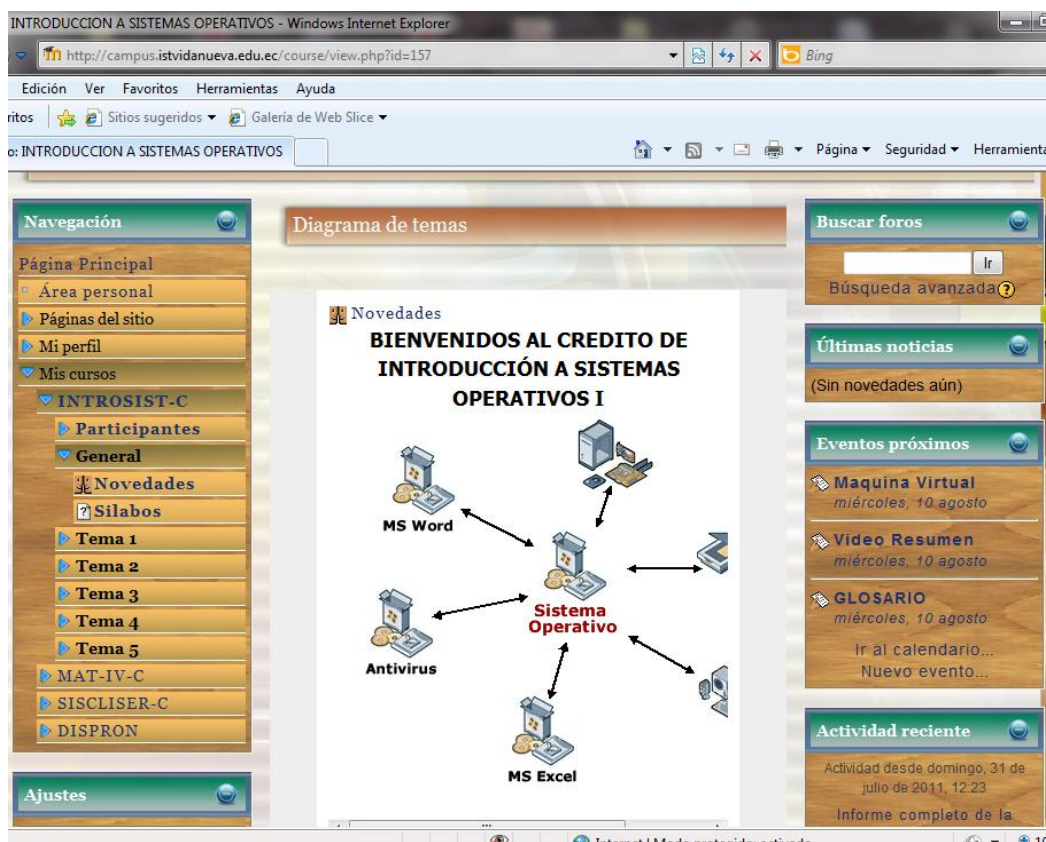 INTRODUCCION A SISTEMAS OPERATIVOS - Windows Internet Explorer
http://campus.istvidanueva.edu.ec/course/view.php?id=157
Bing
Edición Ver Favoritos Herramientas Ayuda
ritos Sitios sugeridos Galería de Web Slice
o: INTRODUCCION A SISTEMAS OPERATIVOS
Página Seguridad Herramienta
Navegación
Página Principal
Área personal
Páginas del sitio
Mi perfil
Mis cursos
INTROSIST-C
Participantes
General
Novedades
Silabos
Tema 1
Tema 2
Tema 3
Tema 4
Tema 5
MAT-IV-C
SISCLISER-C
DISPRON
Ajustes
Diagrama de temas
Novedades
BIENVENIDOS AL CREDITO DE
INTRODUCCIÓN A SISTEMAS
OPERATIVOS I
MS Word
Sistema
Operativo
Antivirus
MS Excel
Buscar foros
Ir
Búsqueda avanzada
Últimas noticias
(Sin novedades aún)
Eventos próximos
Maquina Virtual
miércoles, 10 agosto
Video Resumen
miércoles, 10 agosto
GLOSARIO
miércoles, 10 agosto
Ir al calendario...
Nuevo evento...
Actividad reciente
Actividad desde domingo, 31 de
julio de 2011, 12:23
Informe completo de la